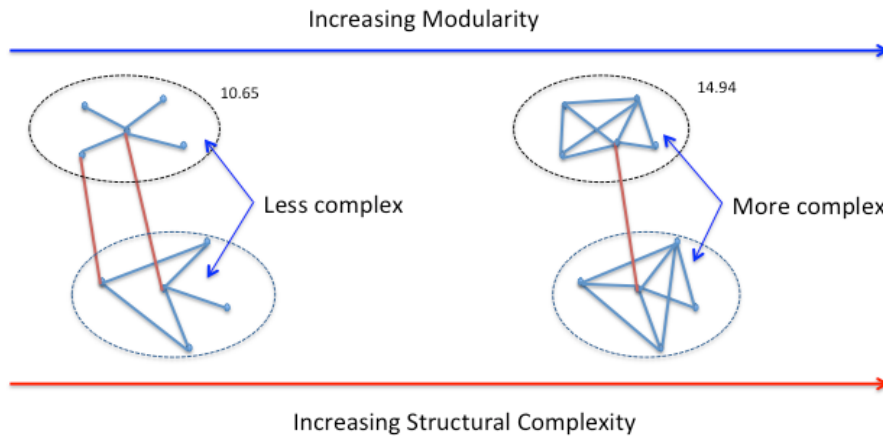 Increasing Modularity
10.65
14.94
Less complex
More complex
Increasing Structural Complexity